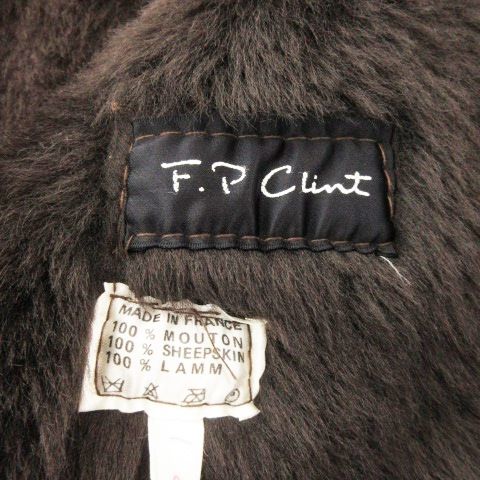 F.P Clint
MADE IN FRANCE
100 % MOUTON
100 % SHEEPSKIN
100 % LAMM